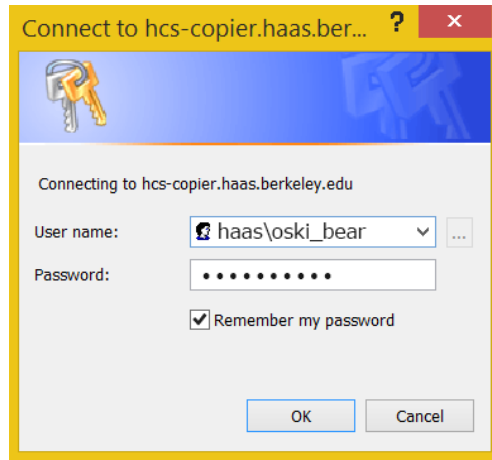 Connect to hcs-copier.haas.ber... ?
Connecting to hcs-copier.haas.berkeley.edu
User name: haas\oski_bear ...
Password: ••••••••••
Remember my password
OK Cancel